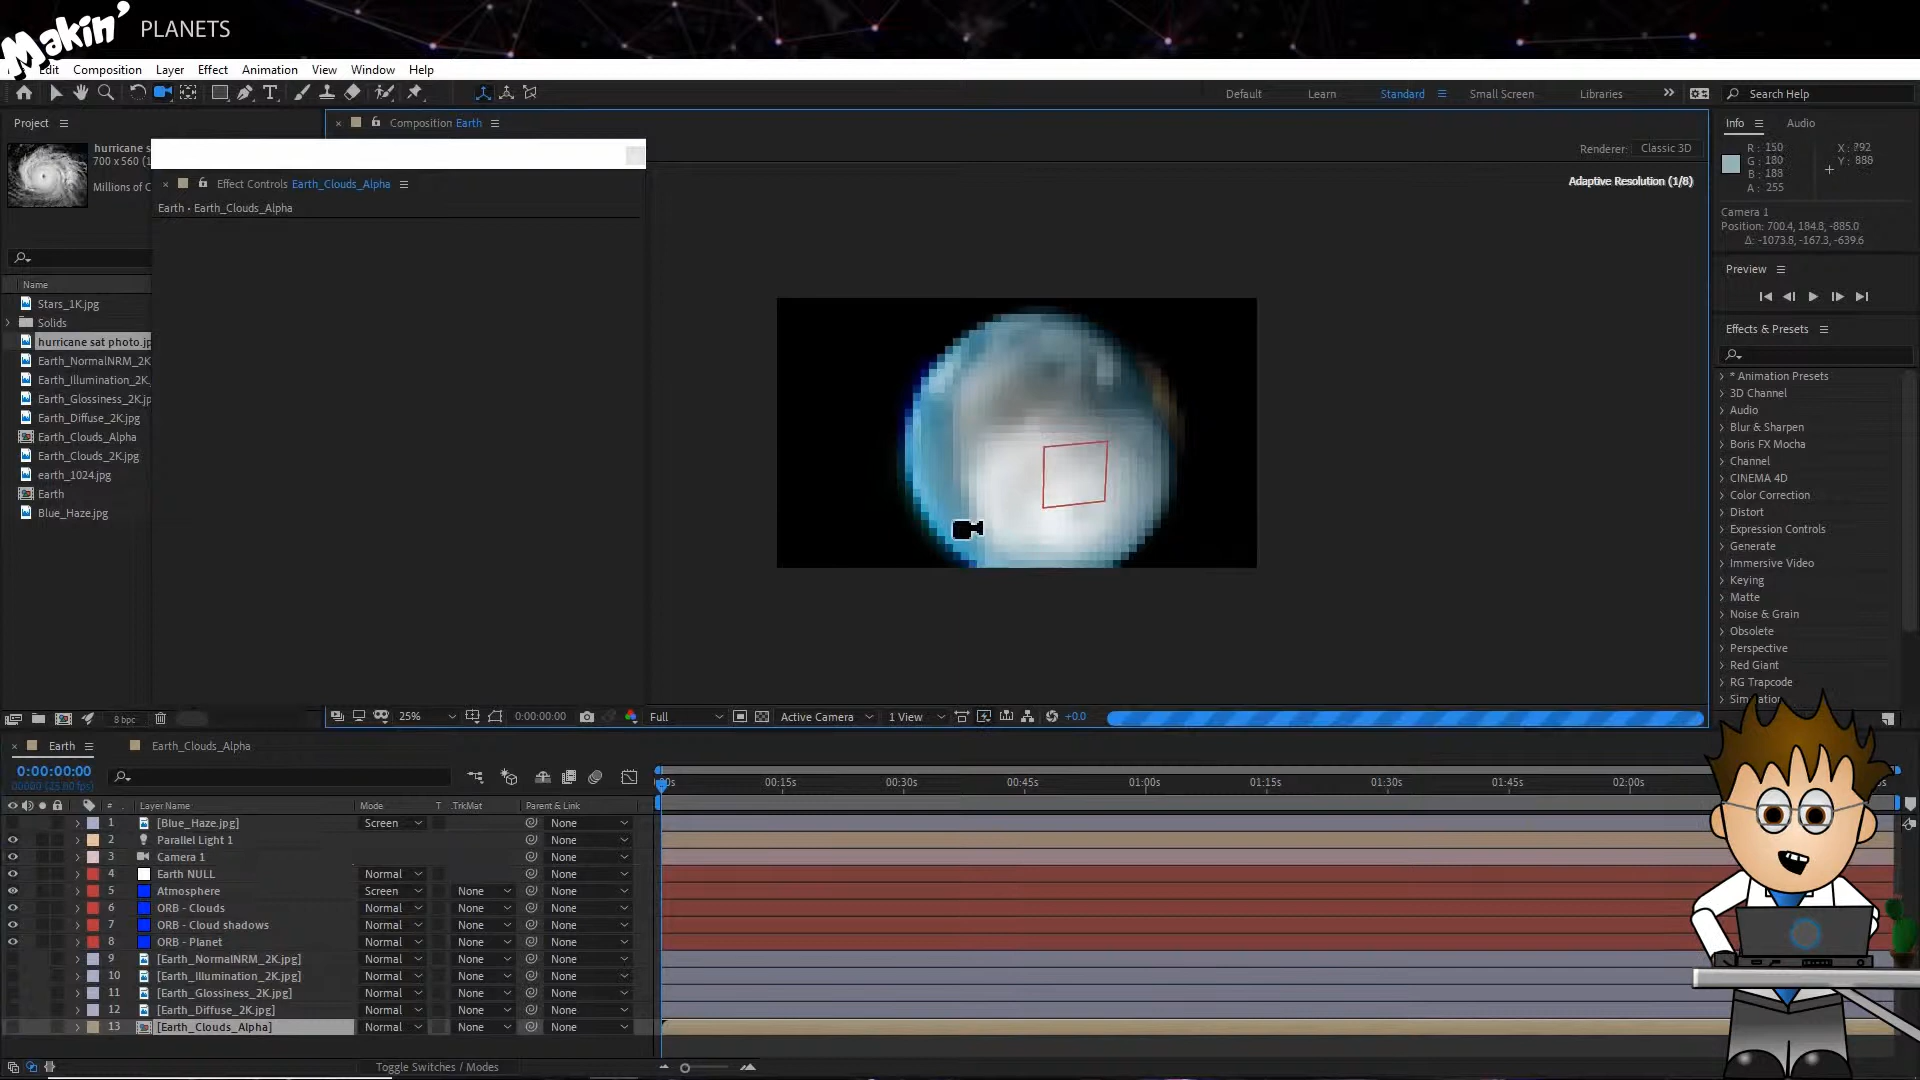 Makin' PLANETS
Edit Composition Layer Effect Animation View Window Help
Default Learn Standard Small Screen Libraries Search Help
Project
Composition Earth
Info Audio
hurricane s
700 x 560 (1
Millions of C
Renderer: Classic 3D
R: 150 X: 792
G: 180 Y: 888
B: 188
A: 255
Effect Controls Earth_Clouds_Alpha
Adaptive Resolution (1/8)
Earth • Earth_Clouds_Alpha
Camera 1
Position: 700.4, 184.8, -885.0
Δ: -1073.8, -167.3, -639.6
Preview
Name
Stars_1K.jpg
Solids
hurricane sat photo.jp
Earth_NormalNRM_2K
Earth_Illumination_2K.
Earth_Glossiness_2K.jp
Earth_Diffuse_2K.jpg
Earth_Clouds_Alpha
Earth_Clouds_2K.jpg
earth_1024.jpg
Earth
Blue_Haze.jpg
Effects & Presets
* Animation Presets
3D Channel
Audio
Blur & Sharpen
Boris FX Mocha
Channel
CINEMA 4D
Color Correction
Distort
Expression Controls
Generate
Immersive Video
Keying
Matte
Noise & Grain
Obsolete
Perspective
Red Giant
RG Trapcode
Simation
8 bpc
25% 0:00:00:00 Full Active Camera 1 View +0.0
Earth Earth_Clouds_Alpha
0:00:00:00
00000 (25.00 fps)
00s 00:15s 00:30s 00:45s 01:00s 01:15s 01:30s 01:45s 02:00s
# Layer Name Mode T .TrkMat Parent & Link
1 [Blue_Haze.jpg] Screen None
2 Parallel Light 1 None
3 Camera 1 None
4 Earth NULL Normal None
5 Atmosphere Screen None None
6 ORB - Clouds Normal None None
7 ORB - Cloud shadows Normal None None
8 ORB - Planet Normal None None
9 [Earth_NormalNRM_2K.jpg] Normal None None
10 [Earth_Illumination_2K.jpg] Normal None None
11 [Earth_Glossiness_2K.jpg] Normal None None
12 [Earth_Diffuse_2K.jpg] Normal None None
13 [Earth_Clouds_Alpha] Normal None None
Toggle Switches / Modes